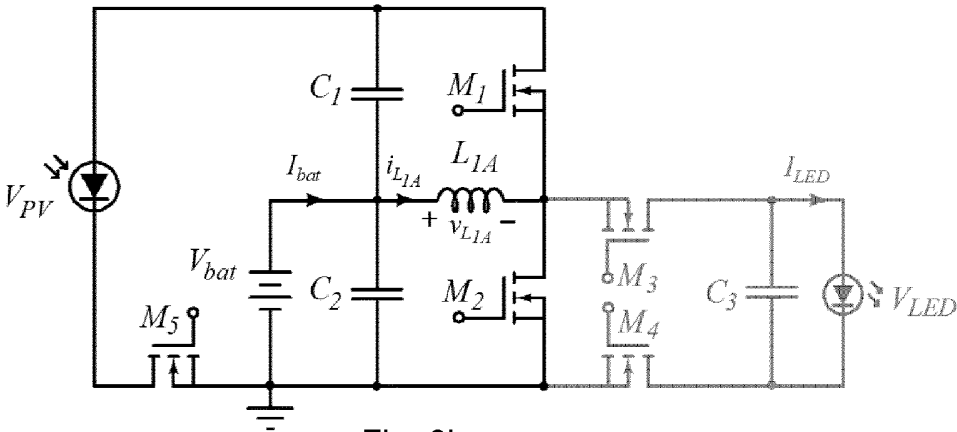 C1
M1
L1A
Ibat
iL1A
ILED
VPV
+ vL1A −
Vbat
C2
M2
M3
C3
VLED
M5
M4